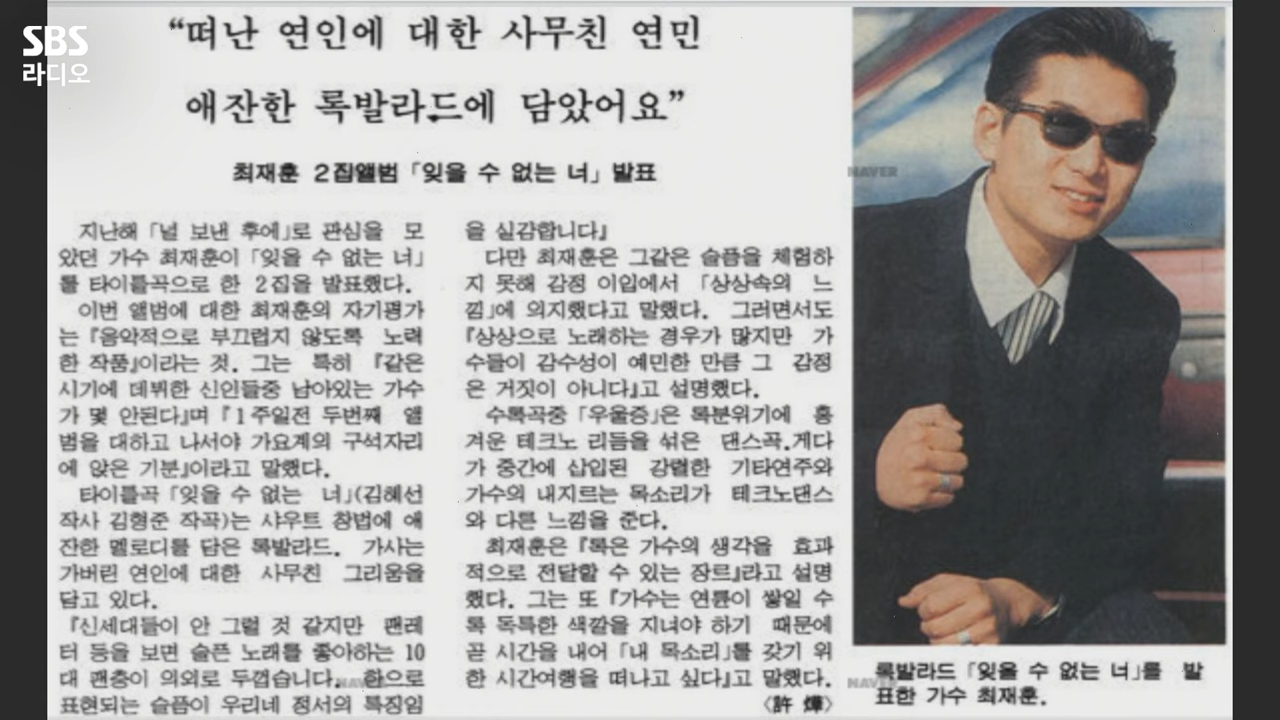 SBS
라디오
“떠난 연인에 대한 사무친 연민
애잔한 록발라드에 담았어요”
최재훈 2집앨범 「잊을 수 없는 너」 발표
지난해 「널 보낸 후에」로 관심을 모
았던 가수 최재훈이 「잊을 수 없는 너」
를 타이틀곡으로 한 2집을 발표했다.
이번 앨범에 대한 최재훈의 자기평가
는 『음악적으로 부끄럽지 않도록 노력
한 작품』이라는 것. 그는 특히 『같은
시기에 데뷔한 신인들중 남아있는 가수
가 몇 안된다』며 『1주일전 두번째 앨
범을 대하고 나서야 가요계의 구석자리
에 앉은 기분』이라고 말했다.
타이틀곡 「잊을 수 없는 너」(김혜선
작사 김형준 작곡)는 샤우트 창법에 애
잔한 멜로디를 담은 록발라드. 가사는
가버린 연인에 대한 사무친 그리움을
담고 있다.
『신세대들이 안 그럴 것 같지만 팬레
터 등을 보면 슬픈 노래를 좋아하는 10
대 팬층이 의외로 두껍습니다. 한으로
표현되는 슬픔이 우리네 정서의 특징임
을 실감합니다』
다만 최재훈은 그같은 슬픔을 체험하
지 못해 감정 이입에서 「상상속의 느
낌」에 의지했다고 말했다. 그러면서도
『상상으로 노래하는 경우가 많지만 가
수들이 감수성이 예민한 만큼 그 감정
은 거짓이 아니다』고 설명했다.
수록곡중 「우울증」은 록분위기에 흥
겨운 테크노 리듬을 섞은 댄스곡.게다
가 중간에 삽입된 강렬한 기타연주와
가수의 내지르는 목소리가 테크노댄스
와 다른 느낌을 준다.
최재훈은 『록은 가수의 생각을 효과
적으로 전달할 수 있는 장르』라고 설명
했다. 그는 또 『가수는 연륜이 쌓일 수
록 독특한 색깔을 지녀야 하기 때문에
곧 시간을 내어 「내 목소리」를 갖기 위
한 시간여행을 떠나고 싶다』고 말했다.
〈許 燁〉
NAVER
NAVER
NAVER
록발라드 「잊을 수 없는 너」를 발
표한 가수 최재훈.